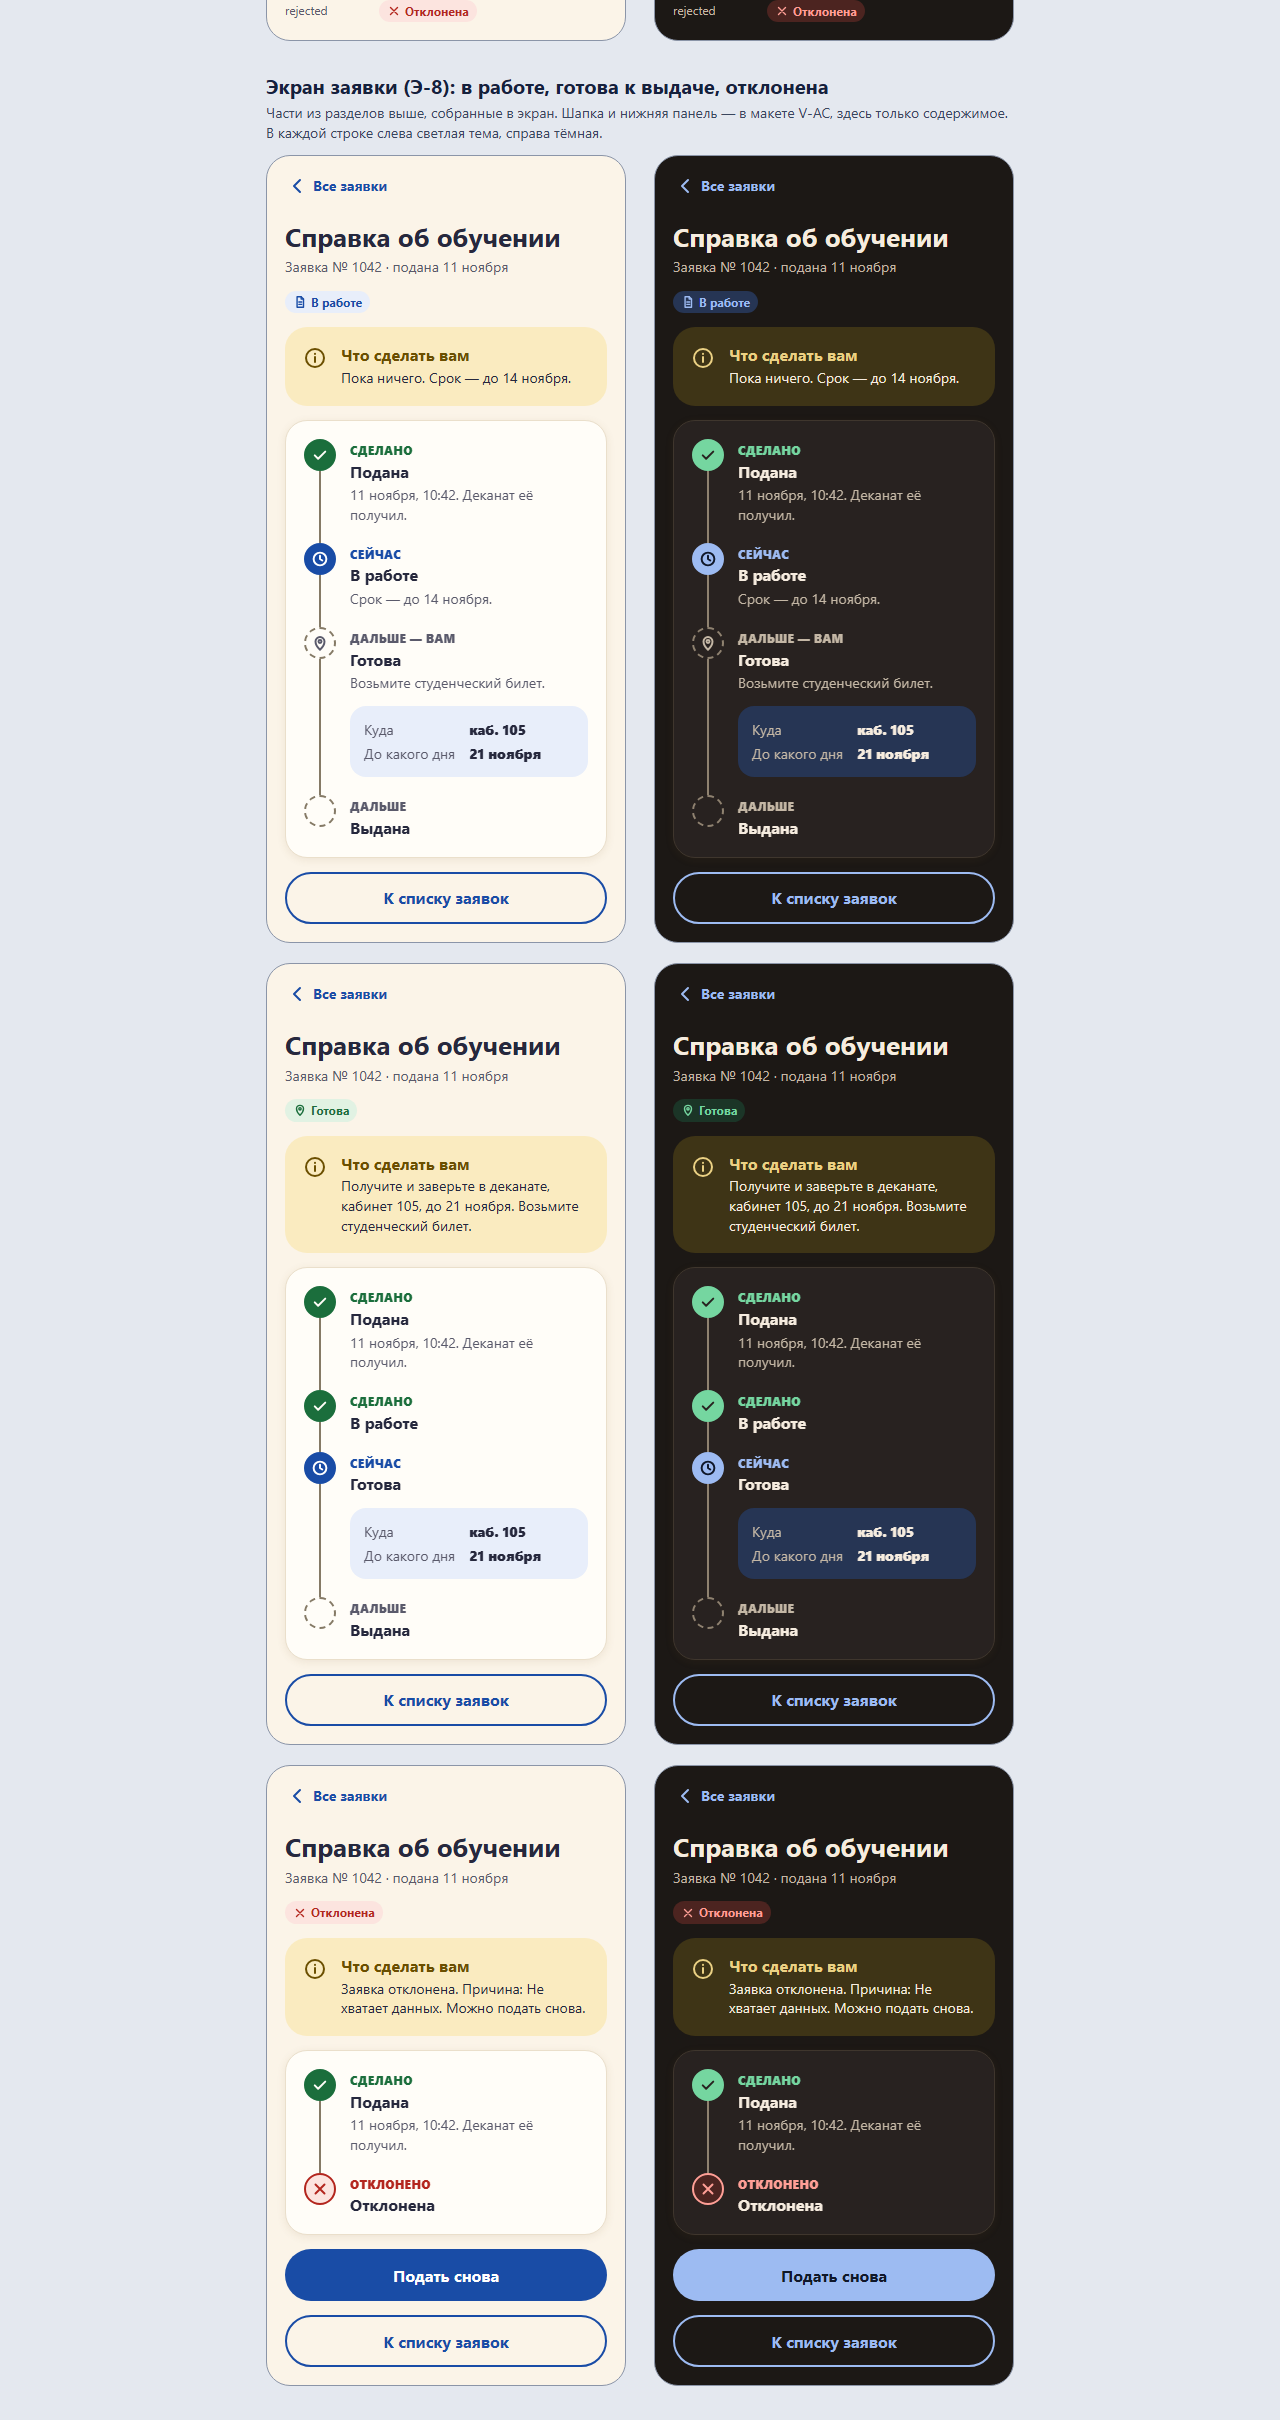 rejected
Отклонена
rejected
Отклонена
Экран заявки (Э-8): в работе, готова к выдаче, отклонена
Части из разделов выше, собранные в экран. Шапка и нижняя панель — в макете V-AC, здесь только содержимое.
В каждой строке слева светлая тема, справа тёмная.
Все заявки
Справка об обучении
Заявка № 1042 · подана 11 ноября
В работе
Что сделать вам
Пока ничего. Срок — до 14 ноября.
СДЕЛАНО
Подана
11 ноября, 10:42. Деканат её
получил.
СЕЙЧАС
В работе
Срок — до 14 ноября.
ДАЛЬШЕ — ВАМ
Готова
Возьмите студенческий билет.
Куда каб. 105
До какого дня 21 ноября
ДАЛЬШЕ
Выдана
К списку заявок
Все заявки
Справка об обучении
Заявка № 1042 · подана 11 ноября
В работе
Что сделать вам
Пока ничего. Срок — до 14 ноября.
СДЕЛАНО
Подана
11 ноября, 10:42. Деканат её
получил.
СЕЙЧАС
В работе
Срок — до 14 ноября.
ДАЛЬШЕ — ВАМ
Готова
Возьмите студенческий билет.
Куда каб. 105
До какого дня 21 ноября
ДАЛЬШЕ
Выдана
К списку заявок
Все заявки
Справка об обучении
Заявка № 1042 · подана 11 ноября
Готова
Что сделать вам
Получите и заверьте в деканате,
кабинет 105, до 21 ноября. Возьмите
студенческий билет.
СДЕЛАНО
Подана
11 ноября, 10:42. Деканат её
получил.
СДЕЛАНО
В работе
СЕЙЧАС
Готова
Куда каб. 105
До какого дня 21 ноября
ДАЛЬШЕ
Выдана
К списку заявок
Все заявки
Справка об обучении
Заявка № 1042 · подана 11 ноября
Готова
Что сделать вам
Получите и заверьте в деканате,
кабинет 105, до 21 ноября. Возьмите
студенческий билет.
СДЕЛАНО
Подана
11 ноября, 10:42. Деканат её
получил.
СДЕЛАНО
В работе
СЕЙЧАС
Готова
Куда каб. 105
До какого дня 21 ноября
ДАЛЬШЕ
Выдана
К списку заявок
Все заявки
Справка об обучении
Заявка № 1042 · подана 11 ноября
Отклонена
Что сделать вам
Заявка отклонена. Причина: Не
хватает данных. Можно подать снова.
СДЕЛАНО
Подана
11 ноября, 10:42. Деканат её
получил.
ОТКЛОНЕНО
Отклонена
Подать снова
К списку заявок
Все заявки
Справка об обучении
Заявка № 1042 · подана 11 ноября
Отклонена
Что сделать вам
Заявка отклонена. Причина: Не
хватает данных. Можно подать снова.
СДЕЛАНО
Подана
11 ноября, 10:42. Деканат её
получил.
ОТКЛОНЕНО
Отклонена
Подать снова
К списку заявок